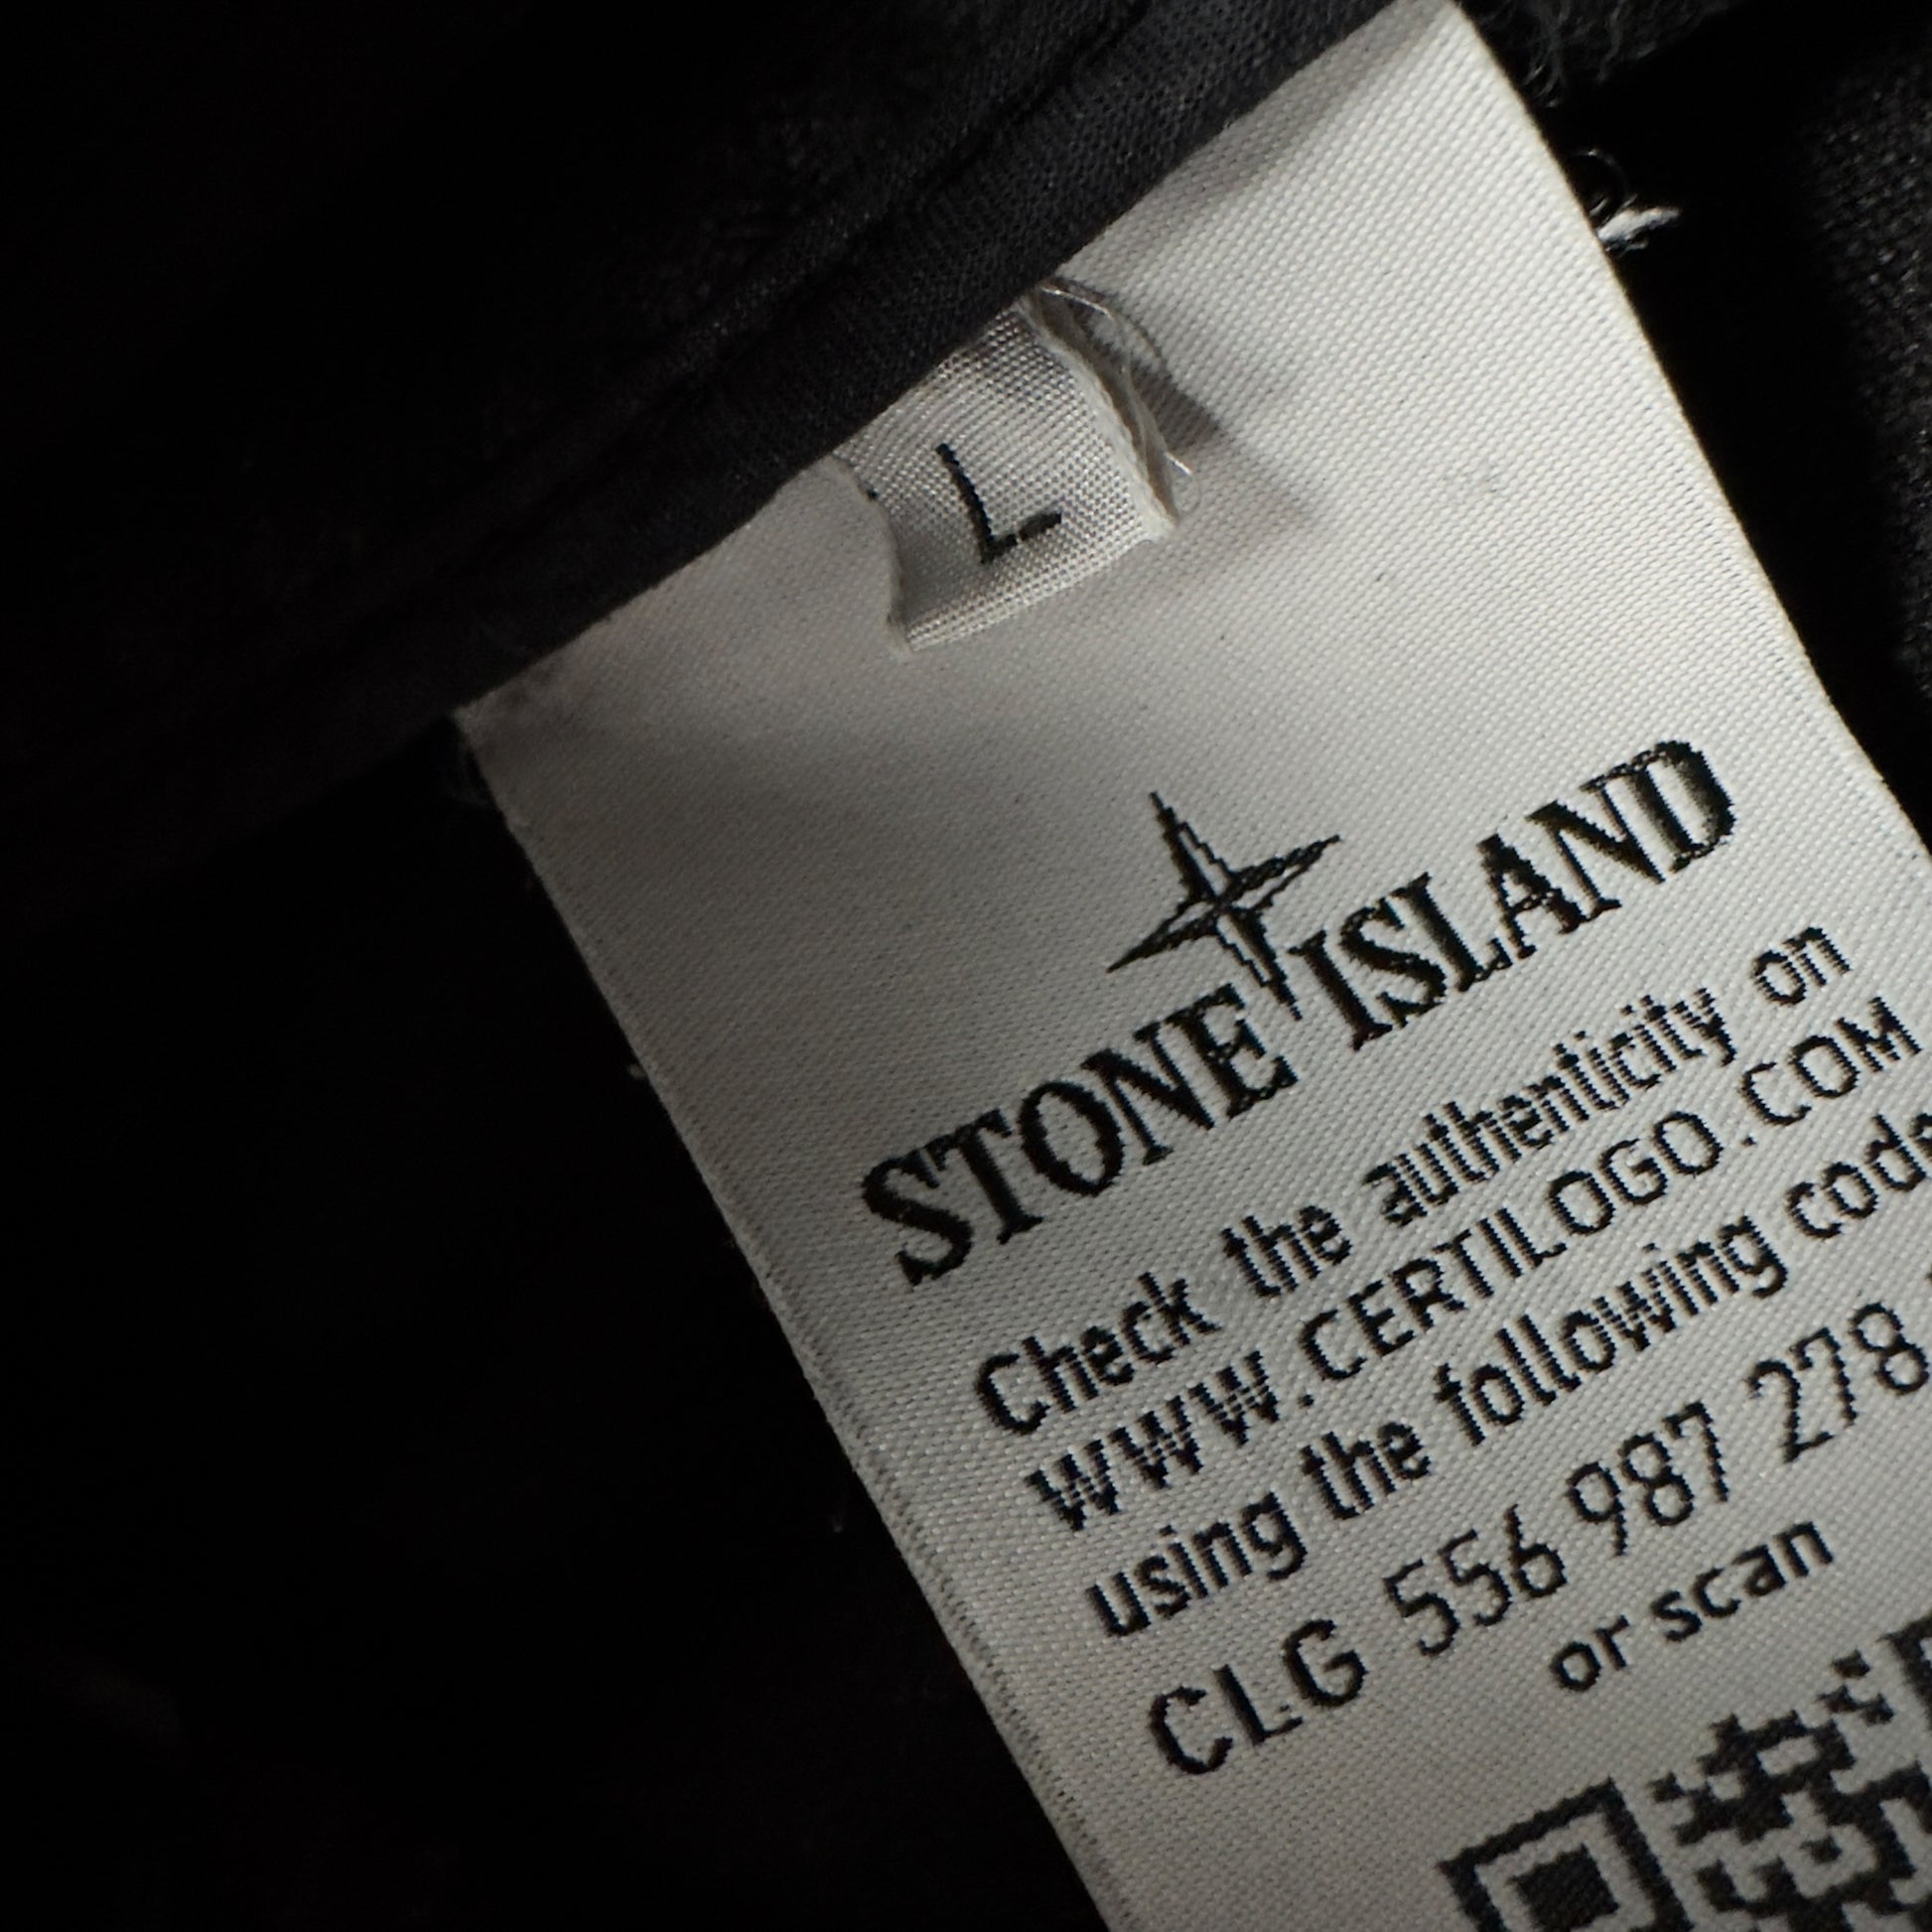 L
STONE ISLAND
Check the authenticity on
WWW.CERTILOGO.COM
using the following code
CLG 556 987 278
or scan